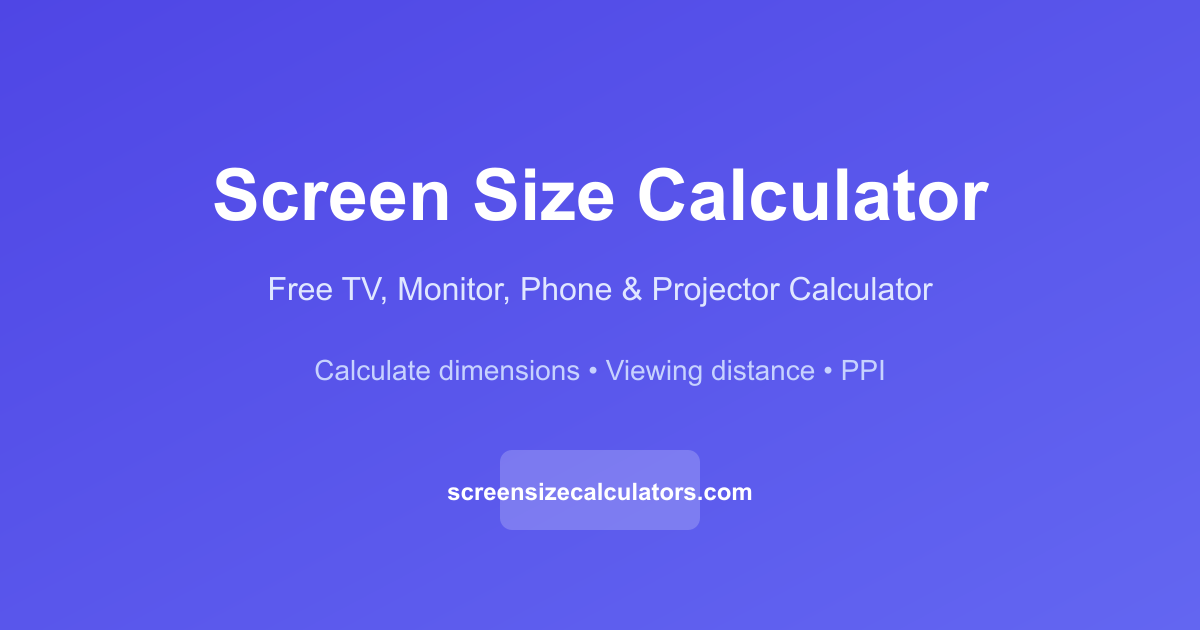 Screen Size Calculator
Free TV, Monitor, Phone & Projector Calculator
Calculate dimensions • Viewing distance • PPI
screensizecalculators.com